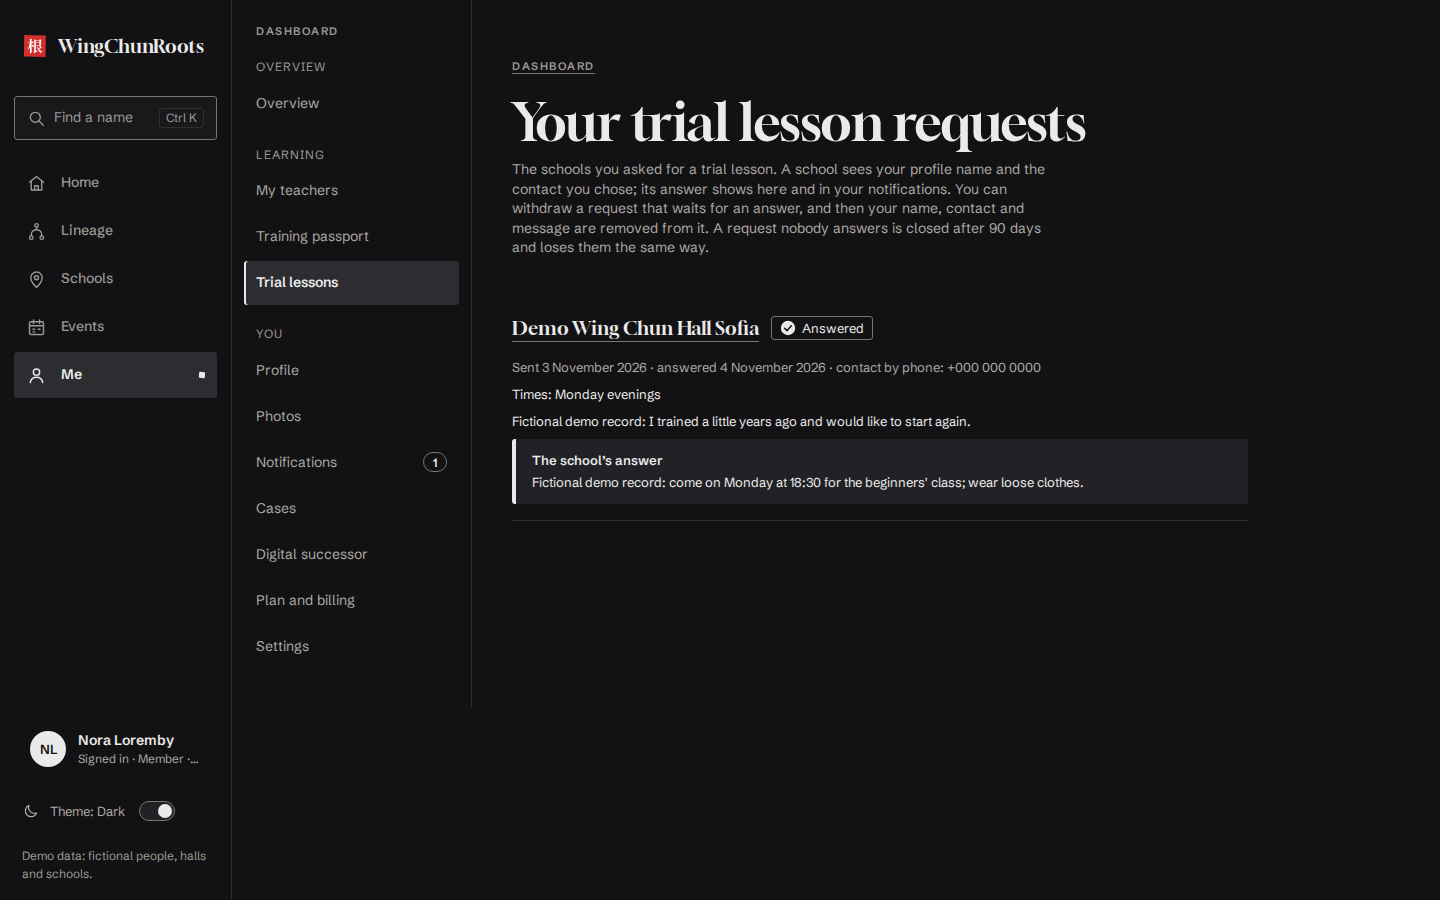 根 WingChunRoots
Find a name Ctrl K
Home
Lineage
Schools
Events
Me
Nora Loremby
Signed in · Member ·...
NL
Theme: Dark
Demo data: fictional people, halls
and schools.
DASHBOARD
OVERVIEW
Overview
LEARNING
My teachers
Training passport
Trial lessons
YOU
Profile
Photos
Notifications 1
Cases
Digital successor
Plan and billing
Settings
DASHBOARD
Your trial lesson requests
The schools you asked for a trial lesson. A school sees your profile name and the
contact you chose; its answer shows here and in your notifications. You can
withdraw a request that waits for an answer, and then your name, contact and
message are removed from it. A request nobody answers is closed after 90 days
and loses them the same way.
Demo Wing Chun Hall Sofia Answered
Sent 3 November 2026 · answered 4 November 2026 · contact by phone: +000 000 0000
Times: Monday evenings
Fictional demo record: I trained a little years ago and would like to start again.
The school’s answer
Fictional demo record: come on Monday at 18:30 for the beginners' class; wear loose clothes.